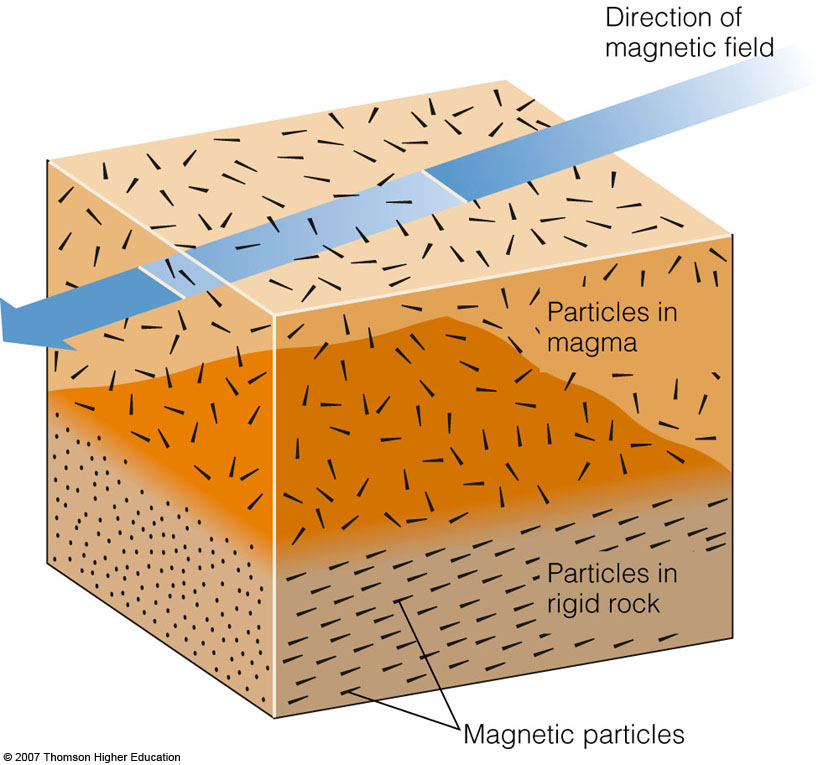 Direction of
magnetic field
Particles in
magma
Particles in
rigid rock
Magnetic particles
© 2007 Thomson Higher Education